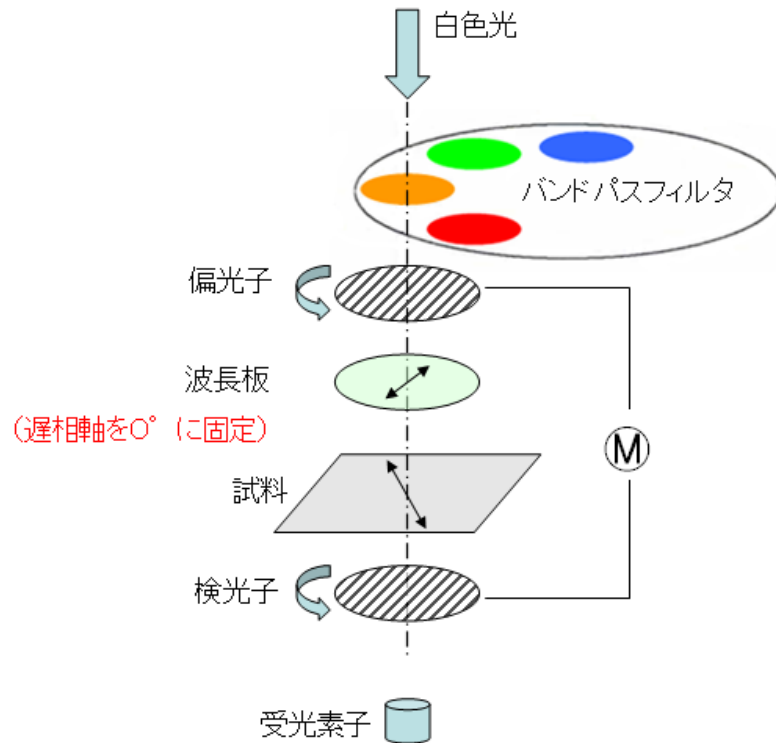 白色光
バンドパスフィルタ
偏光子
波長板
(遅相軸を0°に固定)
M
試料
検光子
受光素子